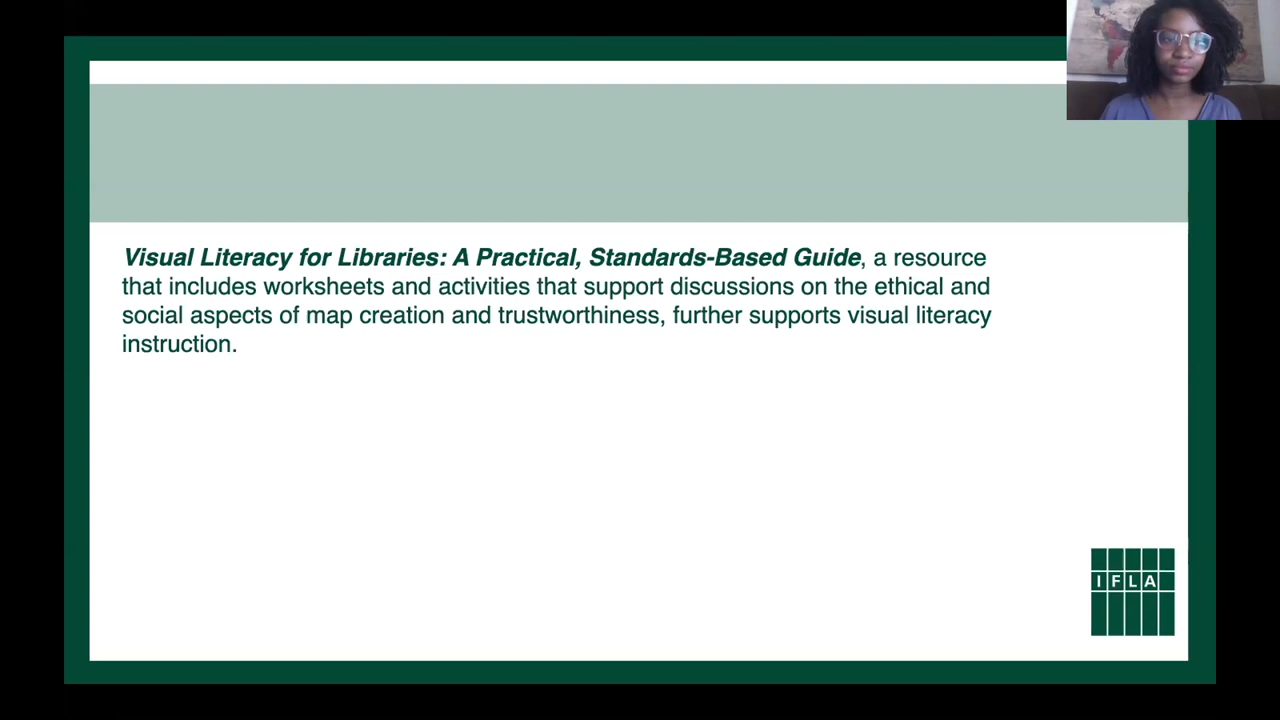 Visual Literacy for Libraries: A Practical, Standards-Based Guide, a resource
that includes worksheets and activities that support discussions on the ethical and
social aspects of map creation and trustworthiness, further supports visual literacy
instruction.
IFLA